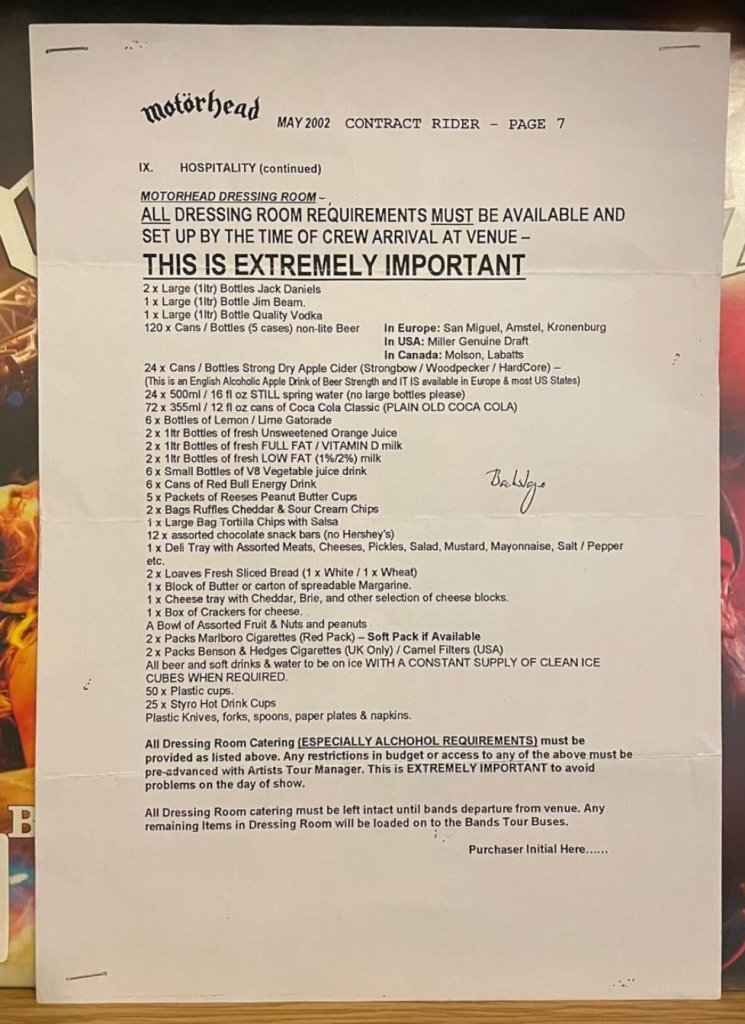 motörhead MAY 2002 CONTRACT RIDER - PAGE 7
IX. HOSPITALITY (continued)
MOTORHEAD DRESSING ROOM –
ALL DRESSING ROOM REQUIREMENTS MUST BE AVAILABLE AND
SET UP BY THE TIME OF CREW ARRIVAL AT VENUE –
THIS IS EXTREMELY IMPORTANT
2 x Large (1ltr) Bottles Jack Daniels
1 x Large (1ltr) Bottle Jim Beam.
1 x Large (1ltr) Bottle Quality Vodka
120 x Cans / Bottles (5 cases) non-lite Beer In Europe: San Miguel, Amstel, Kronenburg
In USA: Miller Genuine Draft
In Canada: Molson, Labatts
24 x Cans / Bottles Strong Dry Apple Cider (Strongbow / Woodpecker / HardCore) –
(This is an English Alcoholic Apple Drink of Beer Strength and IT IS available in Europe & most US States)
24 x 500ml / 16 fl oz STILL spring water (no large bottles please)
72 x 355ml / 12 fl oz cans of Coca Cola Classic (PLAIN OLD COCA COLA)
6 x Bottles of Lemon / Lime Gatorade
2 x 1ltr Bottles of fresh Unsweetened Orange Juice
2 x 1ltr Bottles of fresh FULL FAT / VITAMIN D milk
2 x 1ltr Bottles of fresh LOW FAT (1%/2%) milk
6 x Small Bottles of V8 Vegetable juice drink
6 x Cans of Red Bull Energy Drink
Backstage
5 x Packets of Reeses Peanut Butter Cups
2 x Bags Ruffles Cheddar & Sour Cream Chips
1 x Large Bag Tortilla Chips with Salsa
12 x assorted chocolate snack bars (no Hershey's)
1 x Deli Tray with Assorted Meats, Cheeses, Pickles, Salad, Mustard, Mayonnaise, Salt / Pepper
etc.
2 x Loaves Fresh Sliced Bread (1 x White / 1 x Wheat)
1 x Block of Butter or carton of spreadable Margarine.
1 x Cheese tray with Cheddar, Brie, and other selection of cheese blocks.
1 x Box of Crackers for cheese.
A Bowl of Assorted Fruit & Nuts and peanuts
2 x Packs Marlboro Cigarettes (Red Pack) – Soft Pack if Available
2 x Packs Benson & Hedges Cigarettes (UK Only) / Camel Filters (USA)
All beer and soft drinks & water to be on ice WITH A CONSTANT SUPPLY OF CLEAN ICE
CUBES WHEN REQUIRED.
50 x Plastic cups.
25 x Styro Hot Drink Cups
Plastic Knives, forks, spoons, paper plates & napkins.
All Dressing Room Catering (ESPECIALLY ALCHOHOL REQUIREMENTS) must be
provided as listed above. Any restrictions in budget or access to any of the above must be
pre-advanced with Artists Tour Manager. This is EXTREMELY IMPORTANT to avoid
problems on the day of show.
All Dressing Room catering must be left intact until bands departure from venue. Any
remaining Items in Dressing Room will be loaded on to the Bands Tour Buses.
Purchaser Initial Here......
B